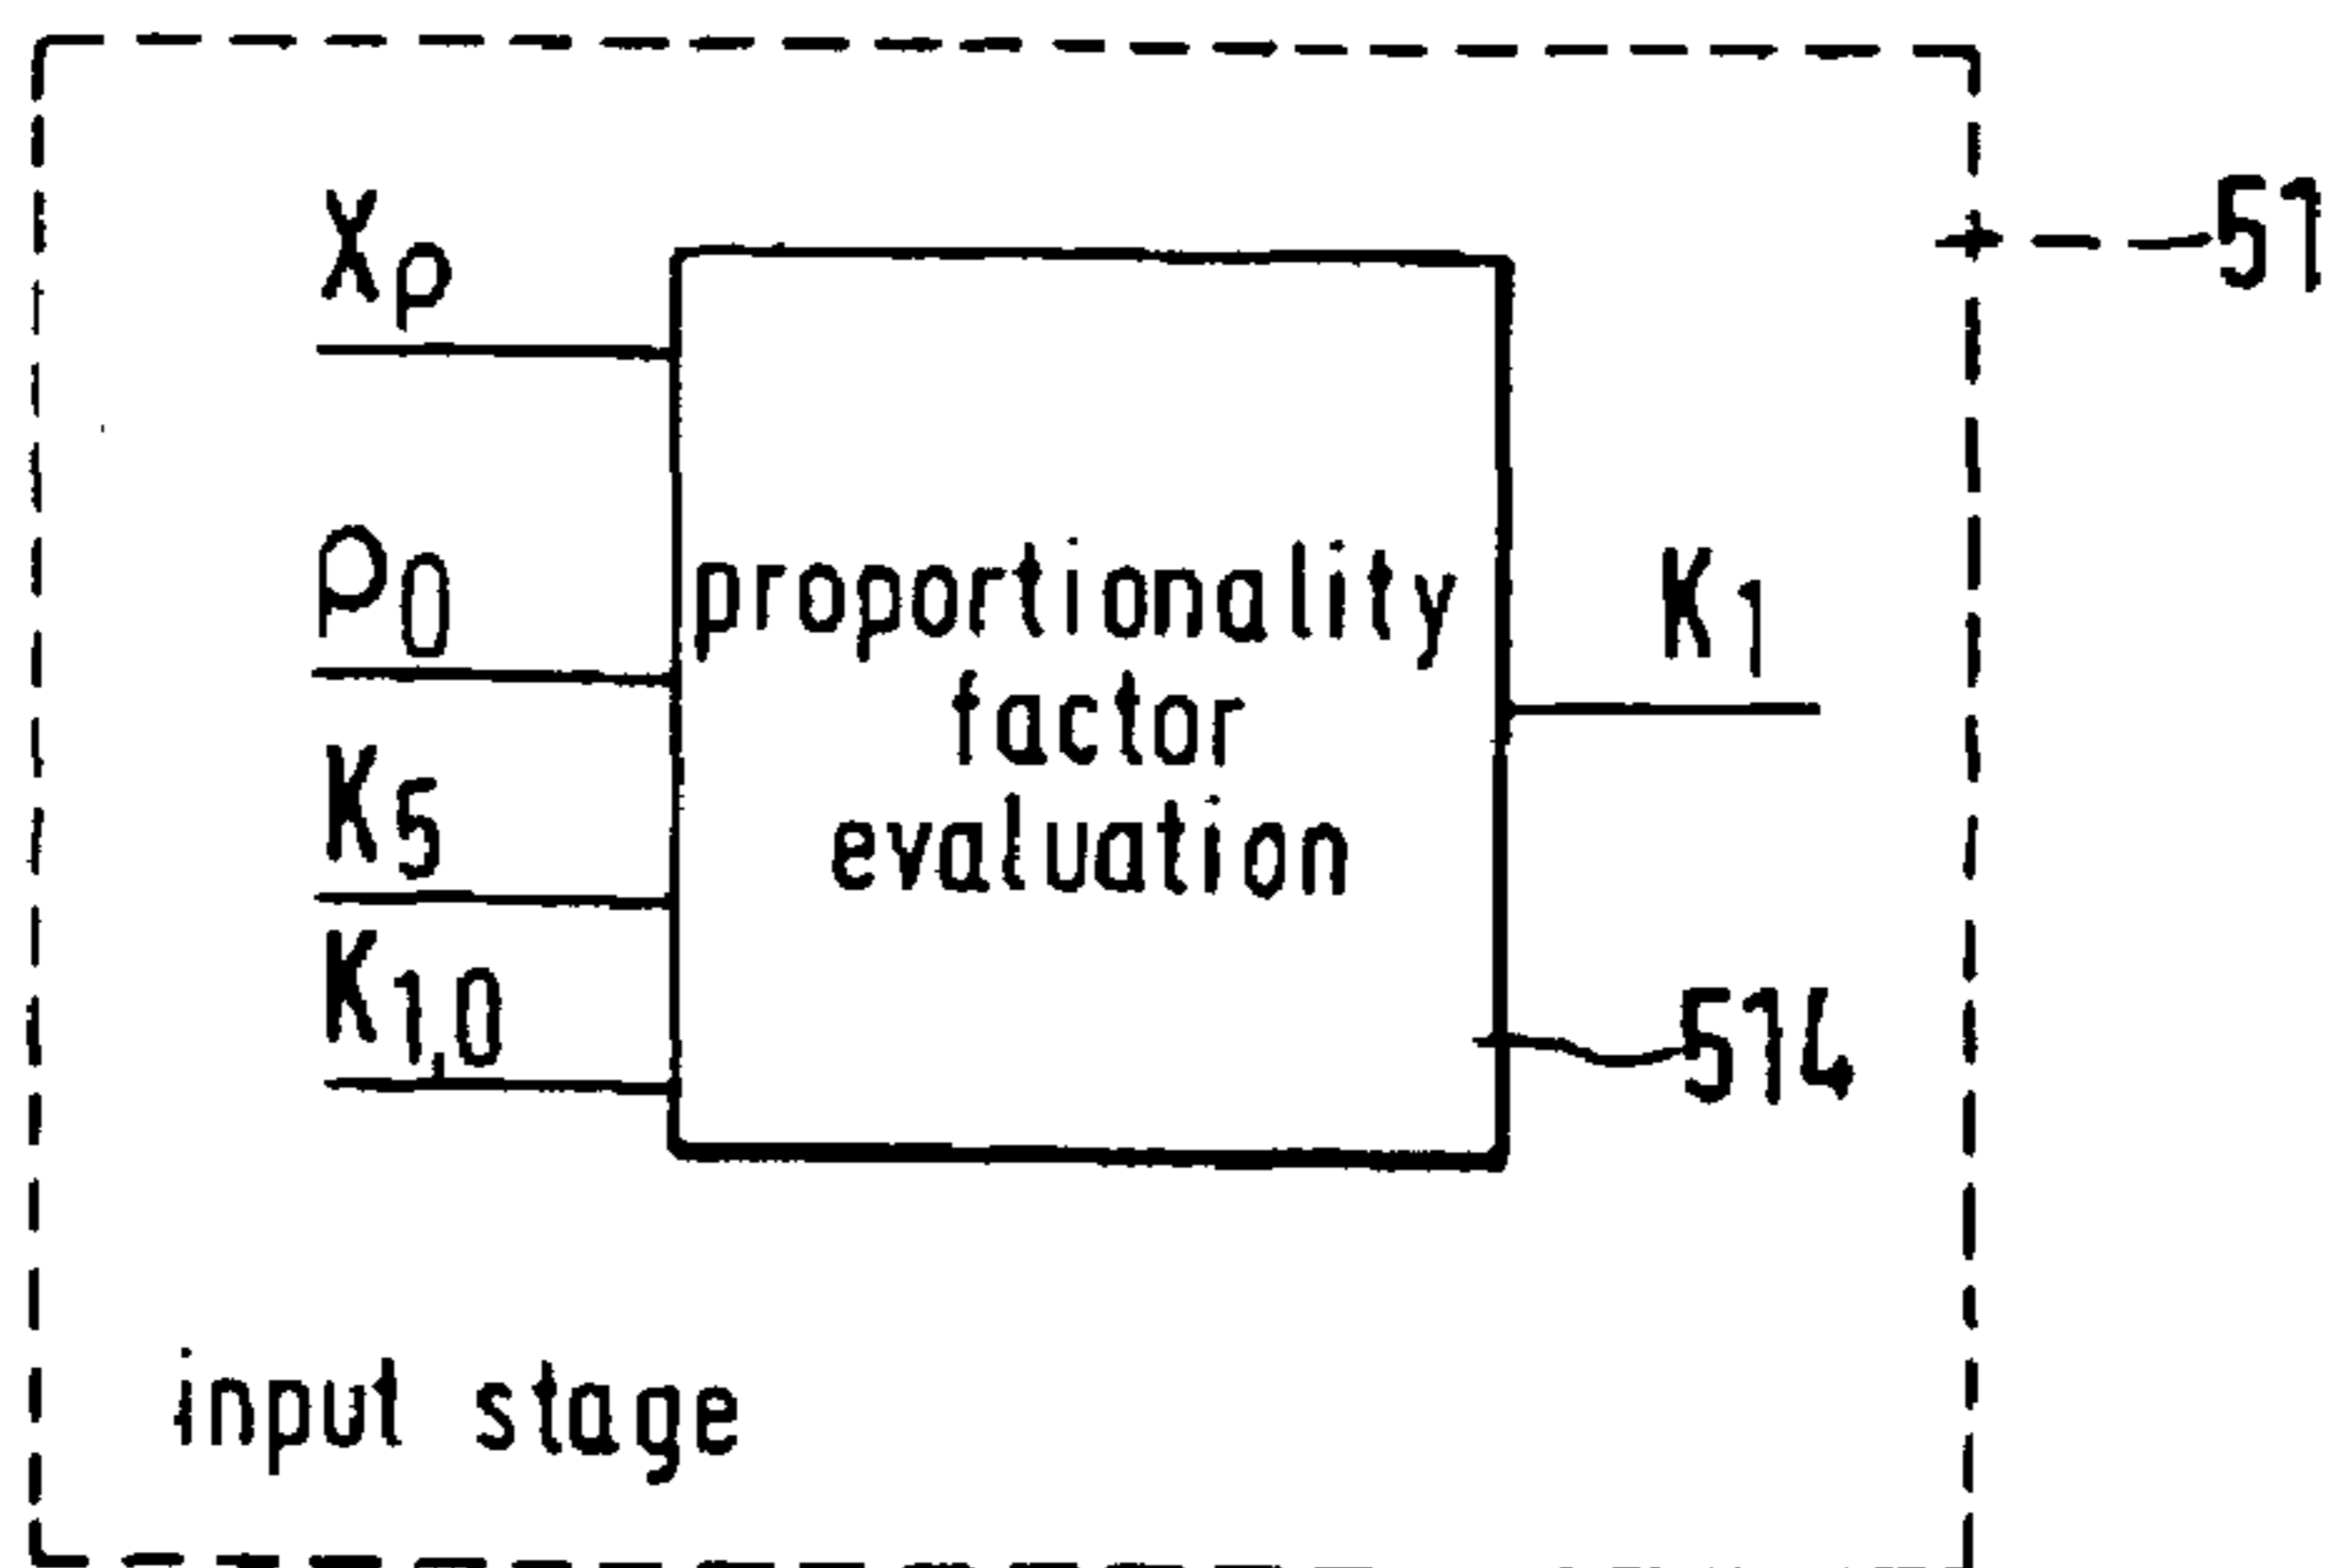 Xρ
51
ρ0
proportionality
K1
factor
K5
evaluation
K1,0
514
input stage